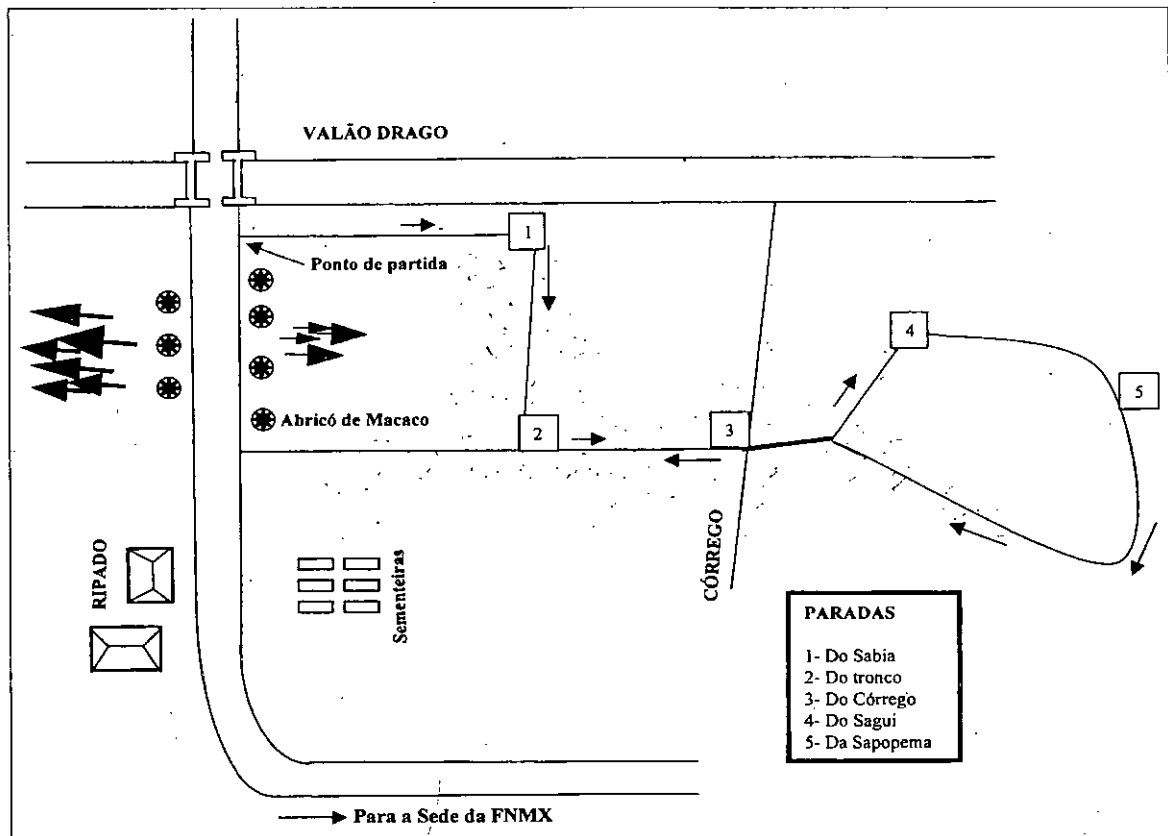 VALÃO DRAGO
1
Ponto de partida
4
5
Abricó de Macaco
2
3
RIPADO
Sementeiras
CÓRREGO
PARADAS
1- Do Sabia
2- Do tronco
3- Do Córrego
4- Do Sagui
5- Da Sapopema
Para a Sede da FNMX